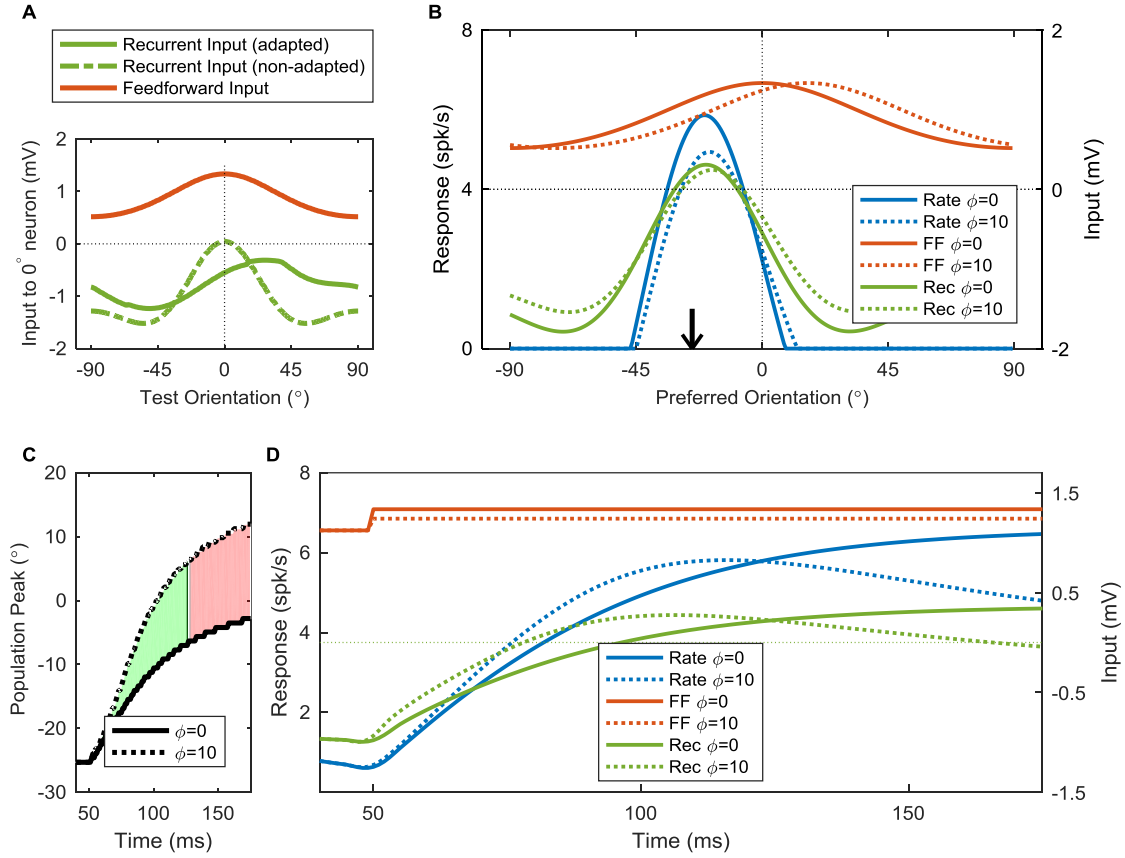 A
Recurrent Input (adapted)
Recurrent Input (non-adapted)
Feedforward Input
Input to 0° neuron (mV)
2
1
0
-1
-2
-90
-45
0
45
90
Test Orientation (°)
B
Response (spk/s)
8
4
0
2
0
-2
Input (mV)
Rate ϕ=0
Rate ϕ=10
FF ϕ=0
FF ϕ=10
Rec ϕ=0
Rec ϕ=10
-90
-45
0
45
90
Preferred Orientation (°)
C
Population Peak (°)
20
10
0
-10
-20
-30
ϕ=0
ϕ=10
50
100
150
Time (ms)
D
Response (spk/s)
8
6
4
2
1.5
0.5
-0.5
-1.5
Input (mV)
Rate ϕ=0
Rate ϕ=10
FF ϕ=0
FF ϕ=10
Rec ϕ=0
Rec ϕ=10
50
100
150
Time (ms)